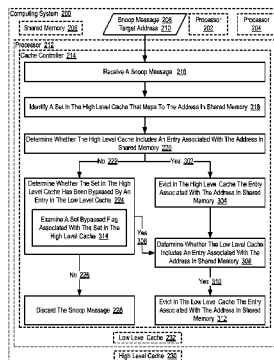 Computing System 200
Shared Memory 206
Snoop Message 208
Target Address 210
Processor 202
Processor 204
Processor 212
Cache Controller 214
Receive A Snoop Message 216
Identify A Set In The High Level Cache That Maps To The Address In Shared Memory 218
Determine Whether The High Level Cache Includes An Entry Associated With The Address In
Shared Memory 220
No 222
Yes 302
Determine Whether The Set In The
High Level Cache Has Been Bypassed By An
Entry In The Low Level Cache 224
Examine A Set Bypassed Flag
Associated With The Set In The
High Level Cache 314
Evict In The High Level Cache The Entry
Associated With The Address In Shared
Memory 304
Yes
306
Determine Whether The Low Level Cache
Includes An Entry Associated With The
Address In Shared Memory 308
No
226
Yes
310
Discard The Snoop Message 228
Evict In The Low Level Cache The Entry
Associated With The Address In Shared
Memory 312
Low Level Cache 232
High Level Cache 230